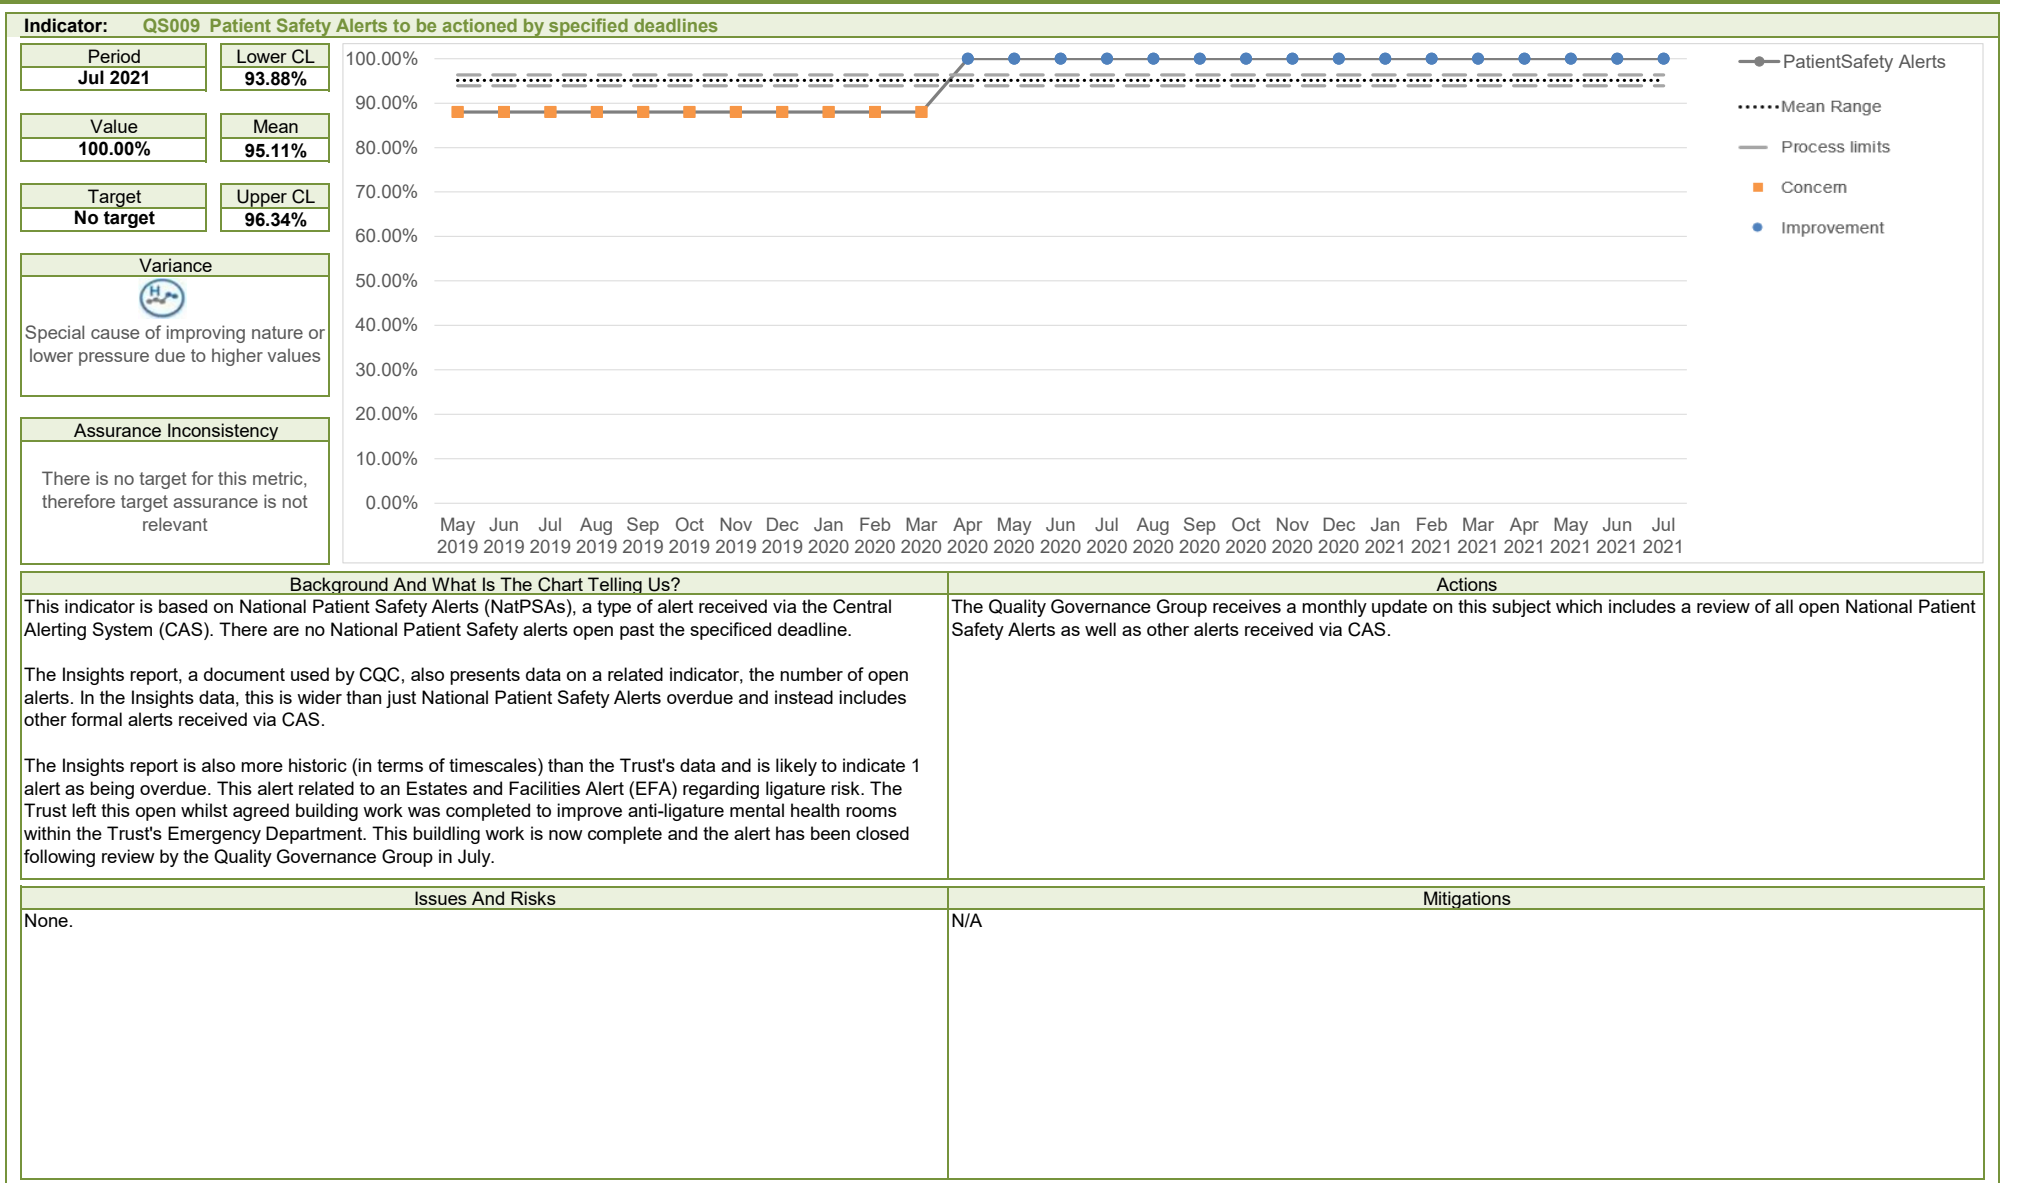 Indicator: QS009 Patient Safety Alerts to be actioned by specified deadlines
Period
Jul 2021
Lower CL
93.88%
Value
100.00%
Mean
95.11%
Target
No target
Upper CL
96.34%
Variance
H
Special cause of improving nature or
lower pressure due to higher values
Assurance Inconsistency
There is no target for this metric,
therefore target assurance is not
relevant
100.00%
90.00%
80.00%
70.00%
60.00%
50.00%
40.00%
30.00%
20.00%
10.00%
0.00%
May Jun Jul Aug Sep Oct Nov Dec Jan Feb Mar Apr May Jun Jul Aug Sep Oct Nov Dec Jan Feb Mar Apr May Jun Jul
2019 2019 2019 2019 2019 2019 2019 2019 2020 2020 2020 2020 2020 2020 2020 2020 2020 2020 2020 2020 2021 2021 2021 2021 2021 2021 2021
PatientSafety Alerts
Mean Range
Process limits
Concern
Improvement
Background And What Is The Chart Telling Us?
This indicator is based on National Patient Safety Alerts (NatPSAs), a type of alert received via the Central
Alerting System (CAS). There are no National Patient Safety alerts open past the specificed deadline.
The Insights report, a document used by CQC, also presents data on a related indicator, the number of open
alerts. In the Insights data, this is wider than just National Patient Safety Alerts overdue and instead includes
other formal alerts received via CAS.
The Insights report is also more historic (in terms of timescales) than the Trust's data and is likely to indicate 1
alert as being overdue. This alert related to an Estates and Facilities Alert (EFA) regarding ligature risk. The
Trust left this open whilst agreed building work was completed to improve anti-ligature mental health rooms
within the Trust's Emergency Department. This buildling work is now complete and the alert has been closed
following review by the Quality Governance Group in July.
Actions
The Quality Governance Group receives a monthly update on this subject which includes a review of all open National Patient
Safety Alerts as well as other alerts received via CAS.
Issues And Risks
None.
Mitigations
N/A